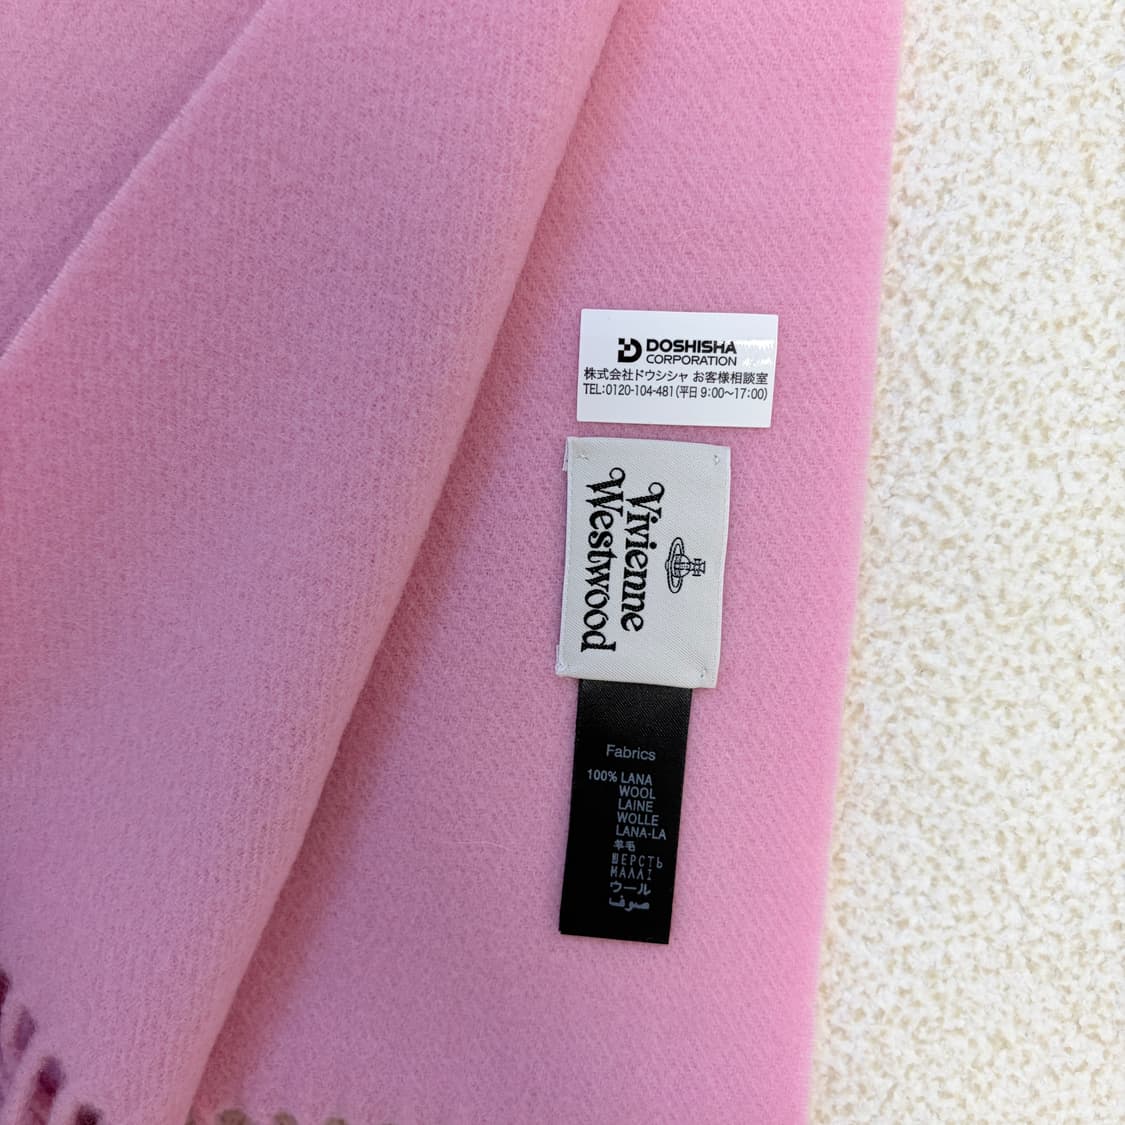 DOSHISHA
CORPORATION
株式会社ドウシシャ お客様相談室
TEL:0120-104-481(平日 9:00～17:00)
Vivienne
Westwood
Fabrics
100% LANA
WOOL
LAINE
WOLLE
LANA-LA
羊毛
ШЕРСТЬ
ΜΑΛΛΙ
ウール
صوف